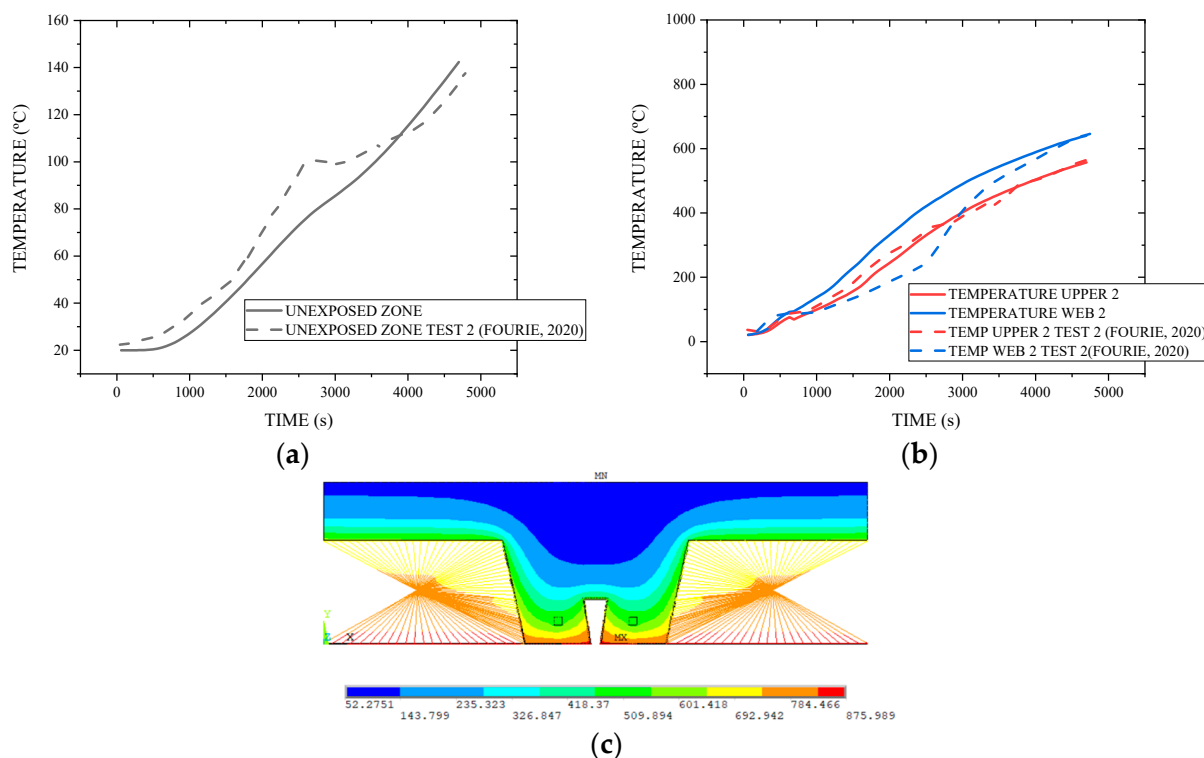 160
140
120
100
80
60
40
20
TEMPERATURE (ºC)
UNEXPOSED ZONE
UNEXPOSED ZONE TEST 2 (FOURIE, 2020)
0 1000 2000 3000 4000 5000
TIME (s)
(a)
1000
800
600
400
200
0
TEMPERATURE (ºC)
TEMPERATURE UPPER 2
TEMPERATURE WEB 2
TEMP UPPER 2 TEST 2 (FOURIE, 2020)
TEMP WEB 2 TEST 2(FOURIE, 2020)
0 1000 2000 3000 4000 5000
TIME (s)
(b)
MN
Y
Z X
MX
52.2751 235.323 418.37 601.418 784.466
143.799 326.847 509.894 692.942 875.989
(c)